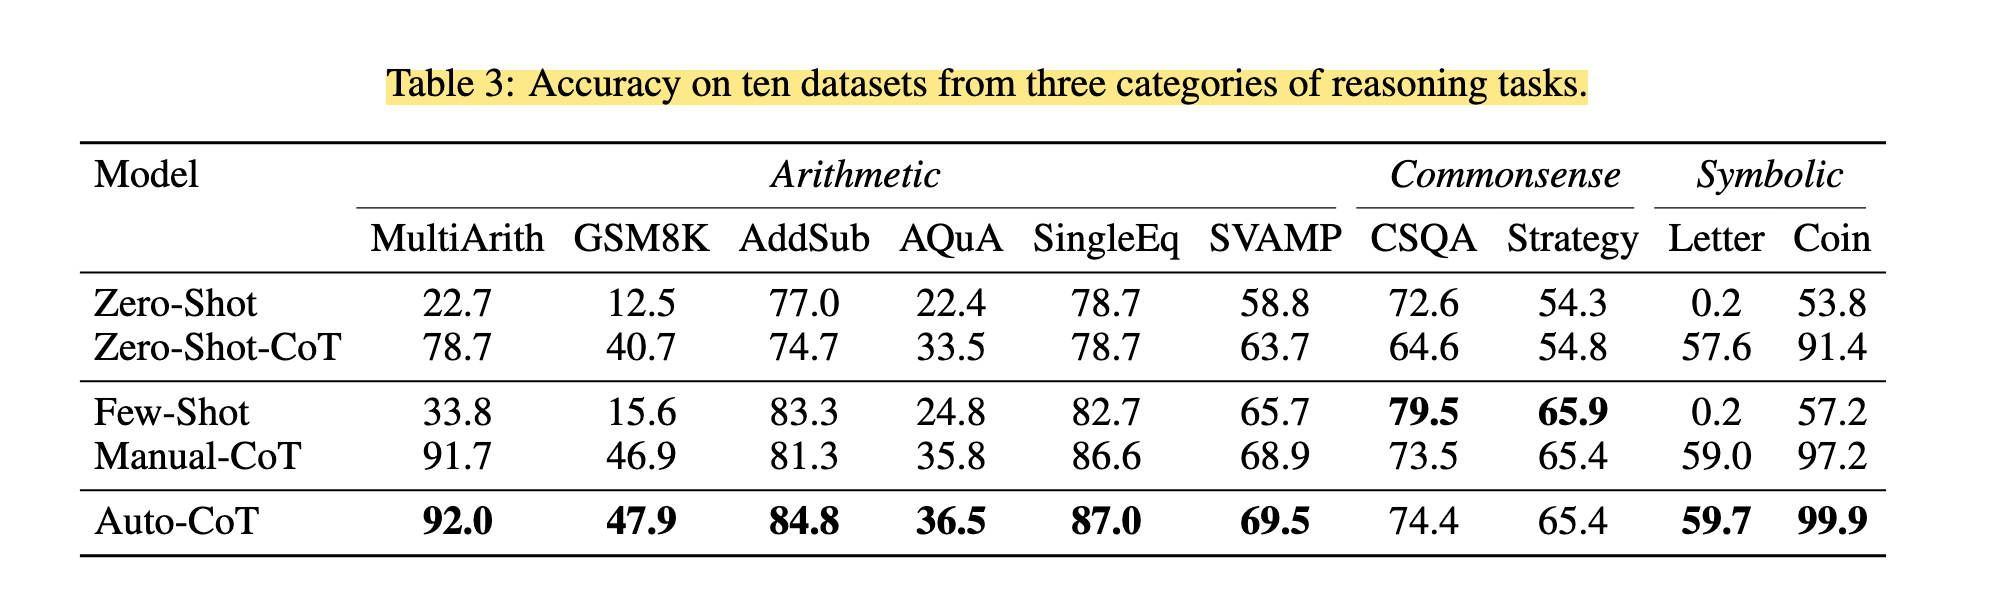 Table 3: Accuracy on ten datasets from three categories of reasoning tasks.
Model Arithmetic Commonsense Symbolic
MultiArith GSM8K AddSub AQuA SingleEq SVAMP CSQA Strategy Letter Coin
Zero-Shot 22.7 12.5 77.0 22.4 78.7 58.8 72.6 54.3 0.2 53.8
Zero-Shot-CoT 78.7 40.7 74.7 33.5 78.7 63.7 64.6 54.8 57.6 91.4
Few-Shot 33.8 15.6 83.3 24.8 82.7 65.7 79.5 65.9 0.2 57.2
Manual-CoT 91.7 46.9 81.3 35.8 86.6 68.9 73.5 65.4 59.0 97.2
Auto-CoT 92.0 47.9 84.8 36.5 87.0 69.5 74.4 65.4 59.7 99.9